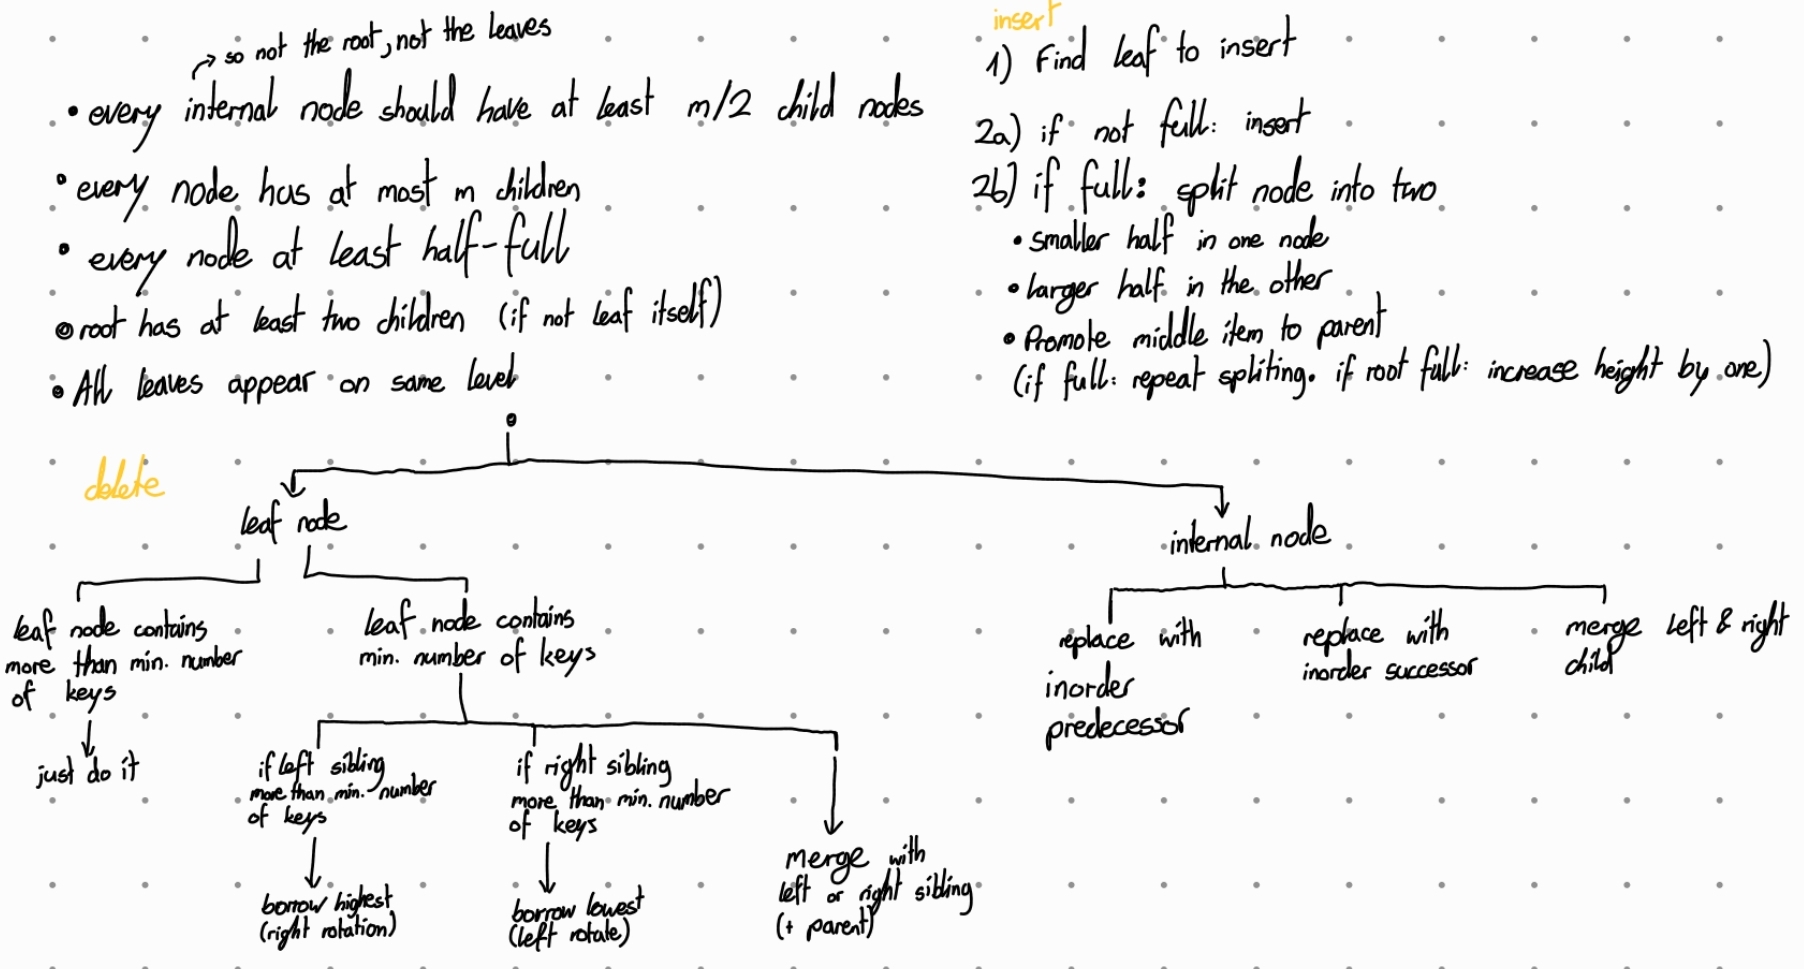 so not the root, not the leaves
• every internal node should have at least m/2 child nodes
• every node has at most m children
• every node at least half-full
• root has at least two children (if not leaf itself)
• All leaves appear on same level
insert
1) Find leaf to insert
2a) if not full: insert
2b) if full: split node into two
• smaller half in one node
• larger half in the other
• Promote middle item to parent
(if full: repeat spliting. if root full: increase height by one)
delete
leaf node
leaf node contains
more than min. number
of keys
just do it
leaf node contains
min. number of keys
if left sibling
more than min. number
of keys
borrow highest
(right rotation)
if right sibling
more than min. number
of keys
borrow lowest
(left rotate)
merge with
left or right sibling
(+ parent)
internal node
replace with
inorder
predecessor
replace with
inorder successor
merge left & right
child